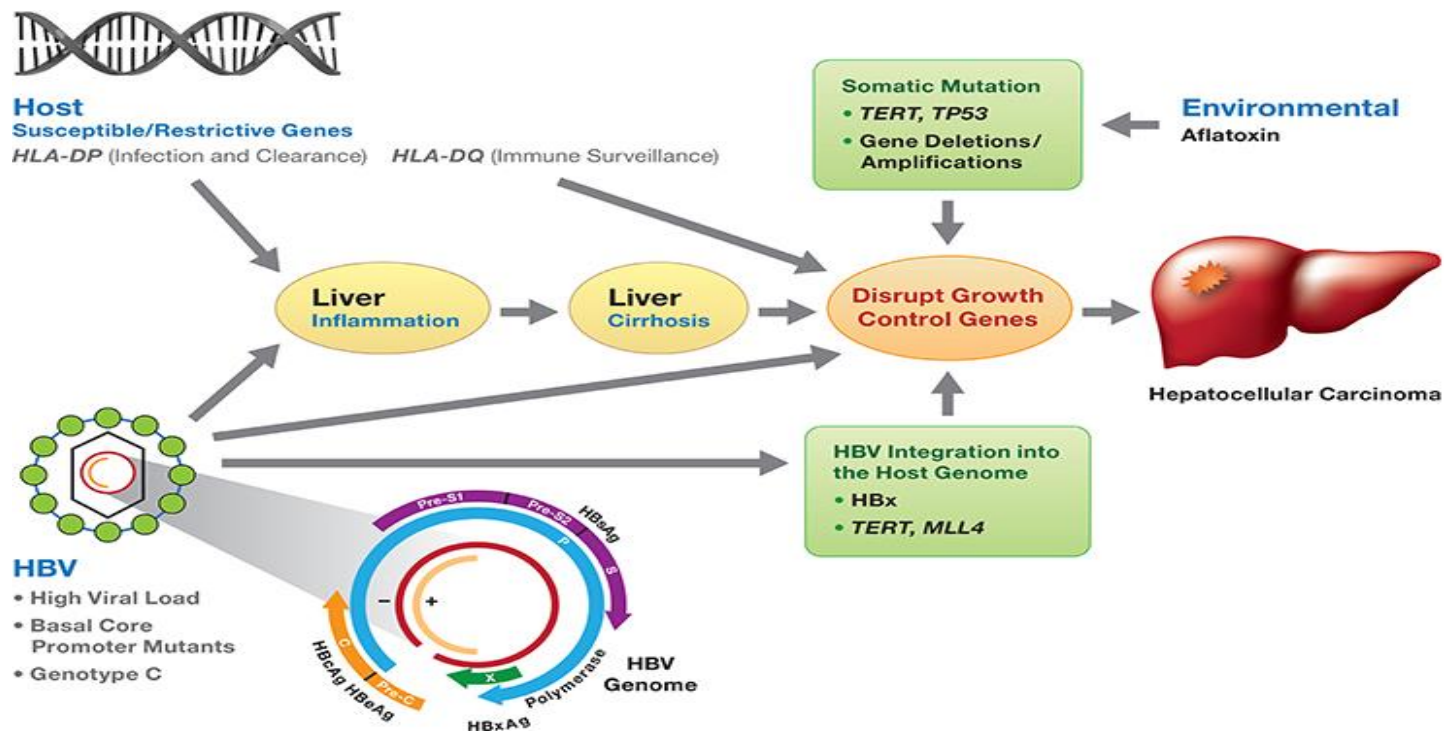 Host
Susceptible/Restrictive Genes
HLA-DP (Infection and Clearance)
HLA-DQ (Immune Surveillance)
Somatic Mutation
• TERT, TP53
• Gene Deletions/
Amplifications
Environmental
Aflatoxin
Liver
Inflammation
Liver
Cirrhosis
Disrupt Growth
Control Genes
Hepatocellular Carcinoma
HBV Integration into
the Host Genome
• HBx
• TERT, MLL4
HBV
• High Viral Load
• Basal Core
Promoter Mutants
• Genotype C
Pre-S1
Pre-S2
HBsAg
P
S
−
+
C
Pre-C
HBcAg HBeAg
X
HBxAg
Polymerase
HBV
Genome